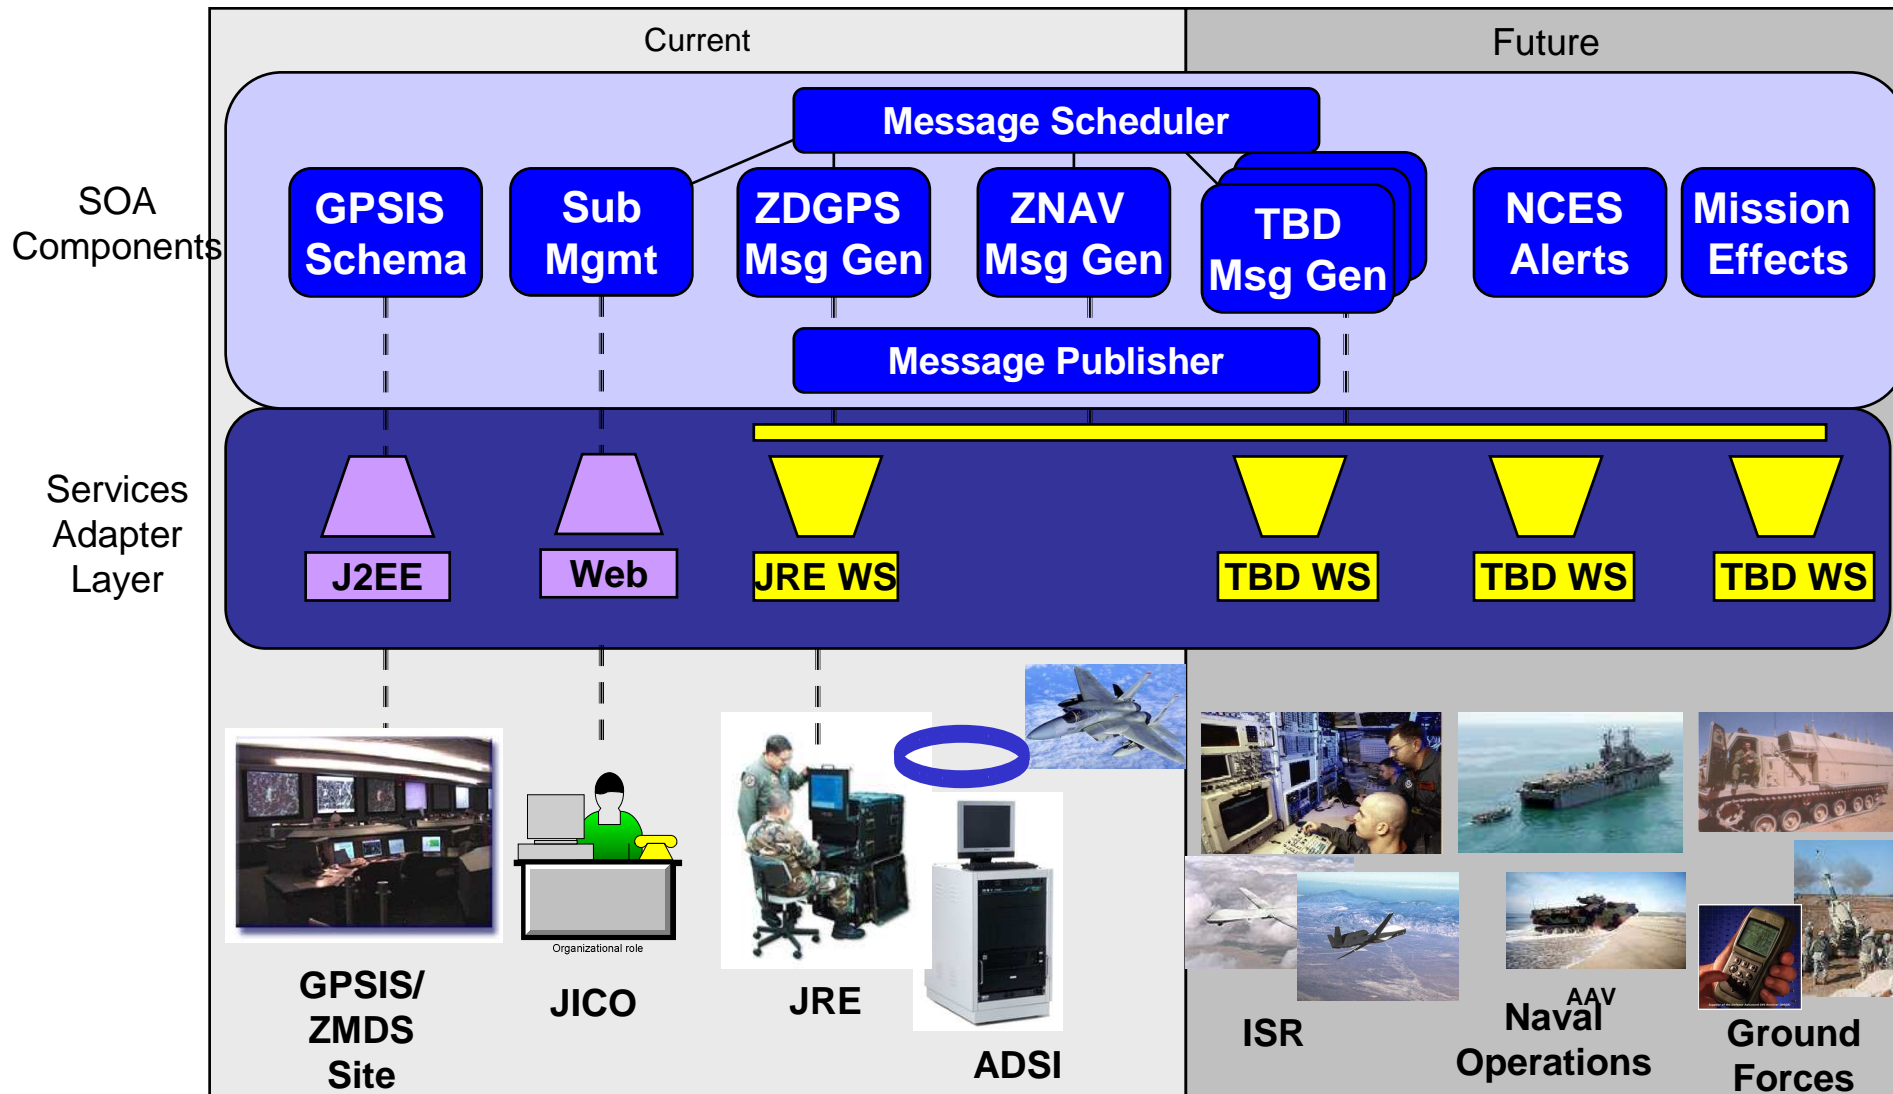 Current
Future
SOA
Components
Message Scheduler
GPSIS
Schema
Sub
Mgmt
ZDGPS
Msg Gen
ZNAV
Msg Gen
TBD
Msg Gen
NCES
Alerts
Mission
Effects
Message Publisher
Services
Adapter
Layer
J2EE
Web
JRE WS
TBD WS
TBD WS
TBD WS
Organizational role
GPSIS/
ZMDS
Site
JICO
JRE
ADSI
ISR
AAV
Naval
Operations
Ground
Forces